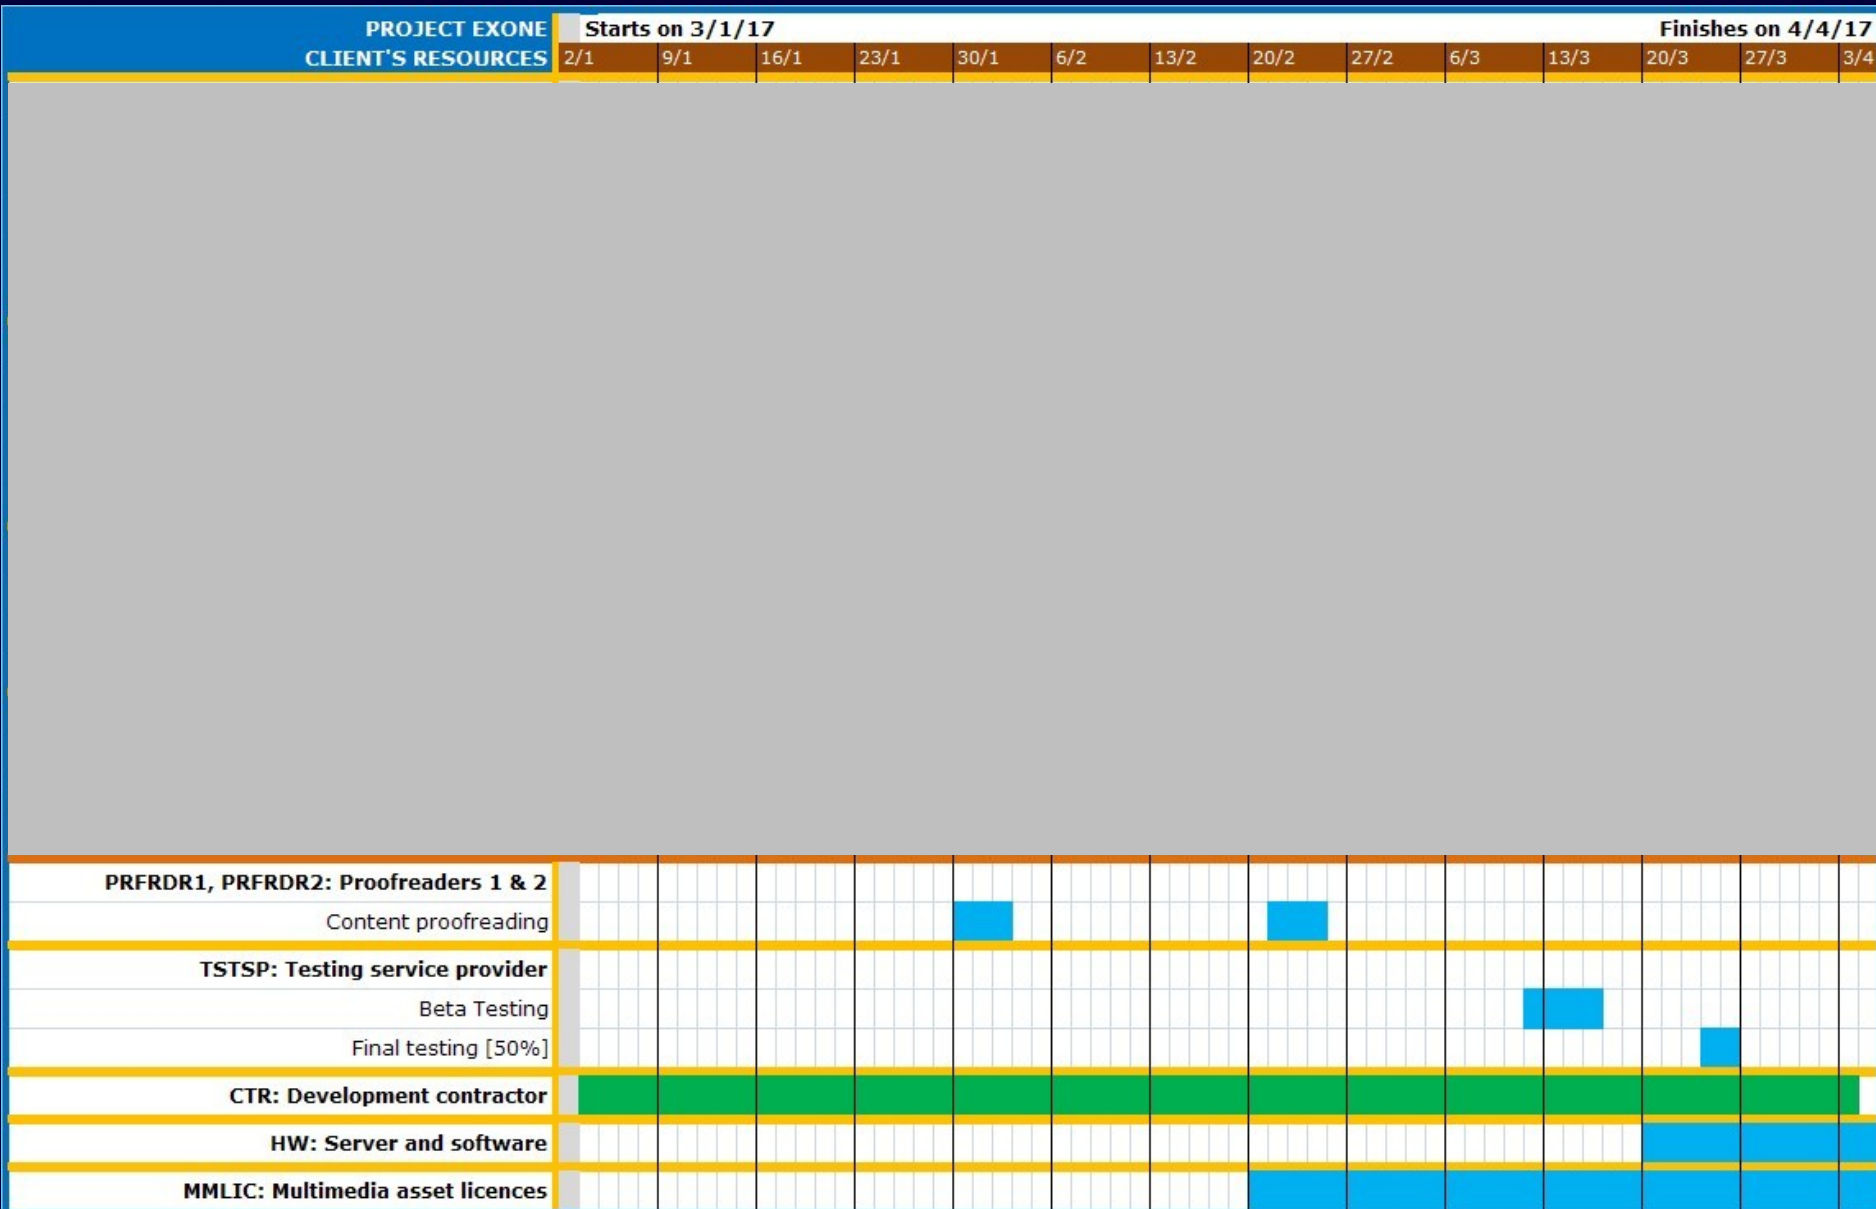 PROJECT EXONE Starts on 3/1/17 Finishes on 4/4/17
CLIENT'S RESOURCES 2/1 9/1 16/1 23/1 30/1 6/2 13/2 20/2 27/2 6/3 13/3 20/3 27/3 3/4
PRFRDR1, PRFRDR2: Proofreaders 1 & 2
Content proofreading
TSTSP: Testing service provider
Beta Testing
Final testing [50%]
CTR: Development contractor
HW: Server and software
MMLIC: Multimedia asset licences